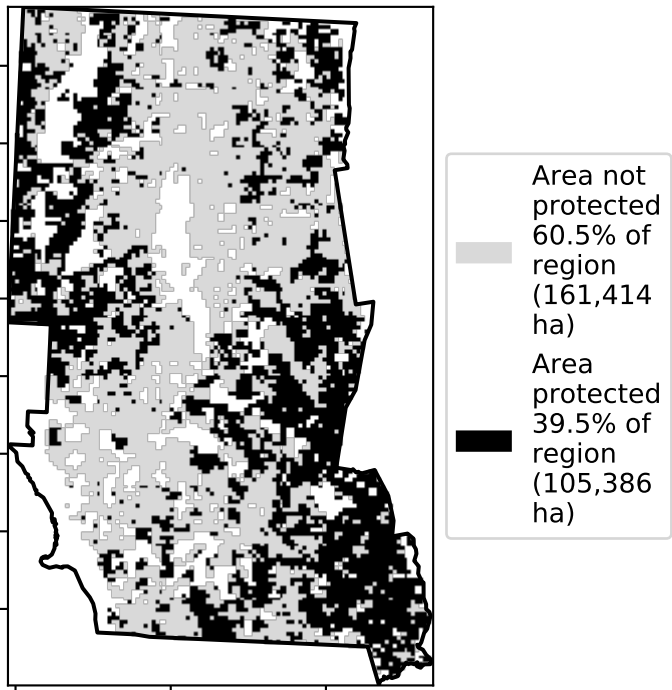 Area not
protected
60.5% of
region
(161,414
ha)
Area
protected
39.5% of
region
(105,386
ha)